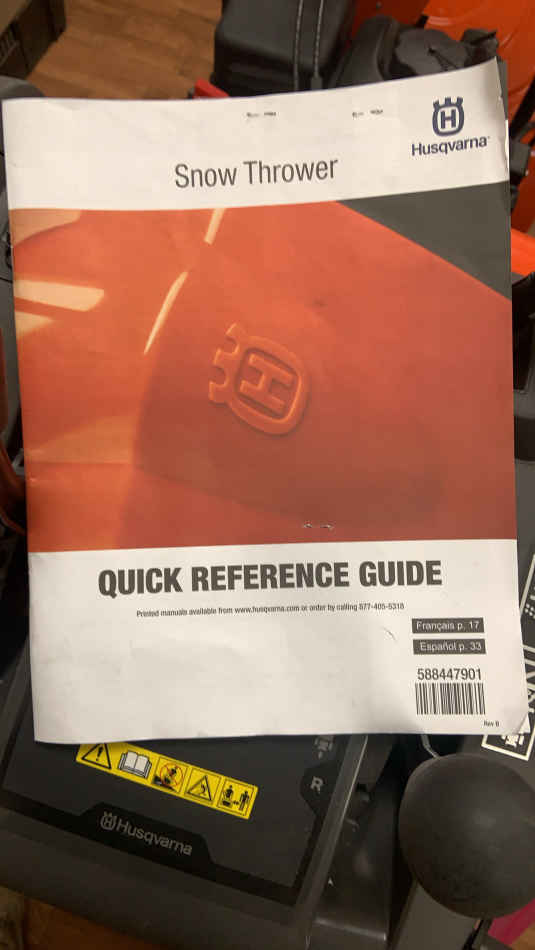 H
Husqvarna
Snow Thrower
H
QUICK REFERENCE GUIDE
Printed manuals available from www.husqvarna.com or order by calling 877-405-5318
Français p. 17
Español p. 33
588447901
Rev B
R
H
Husqvarna